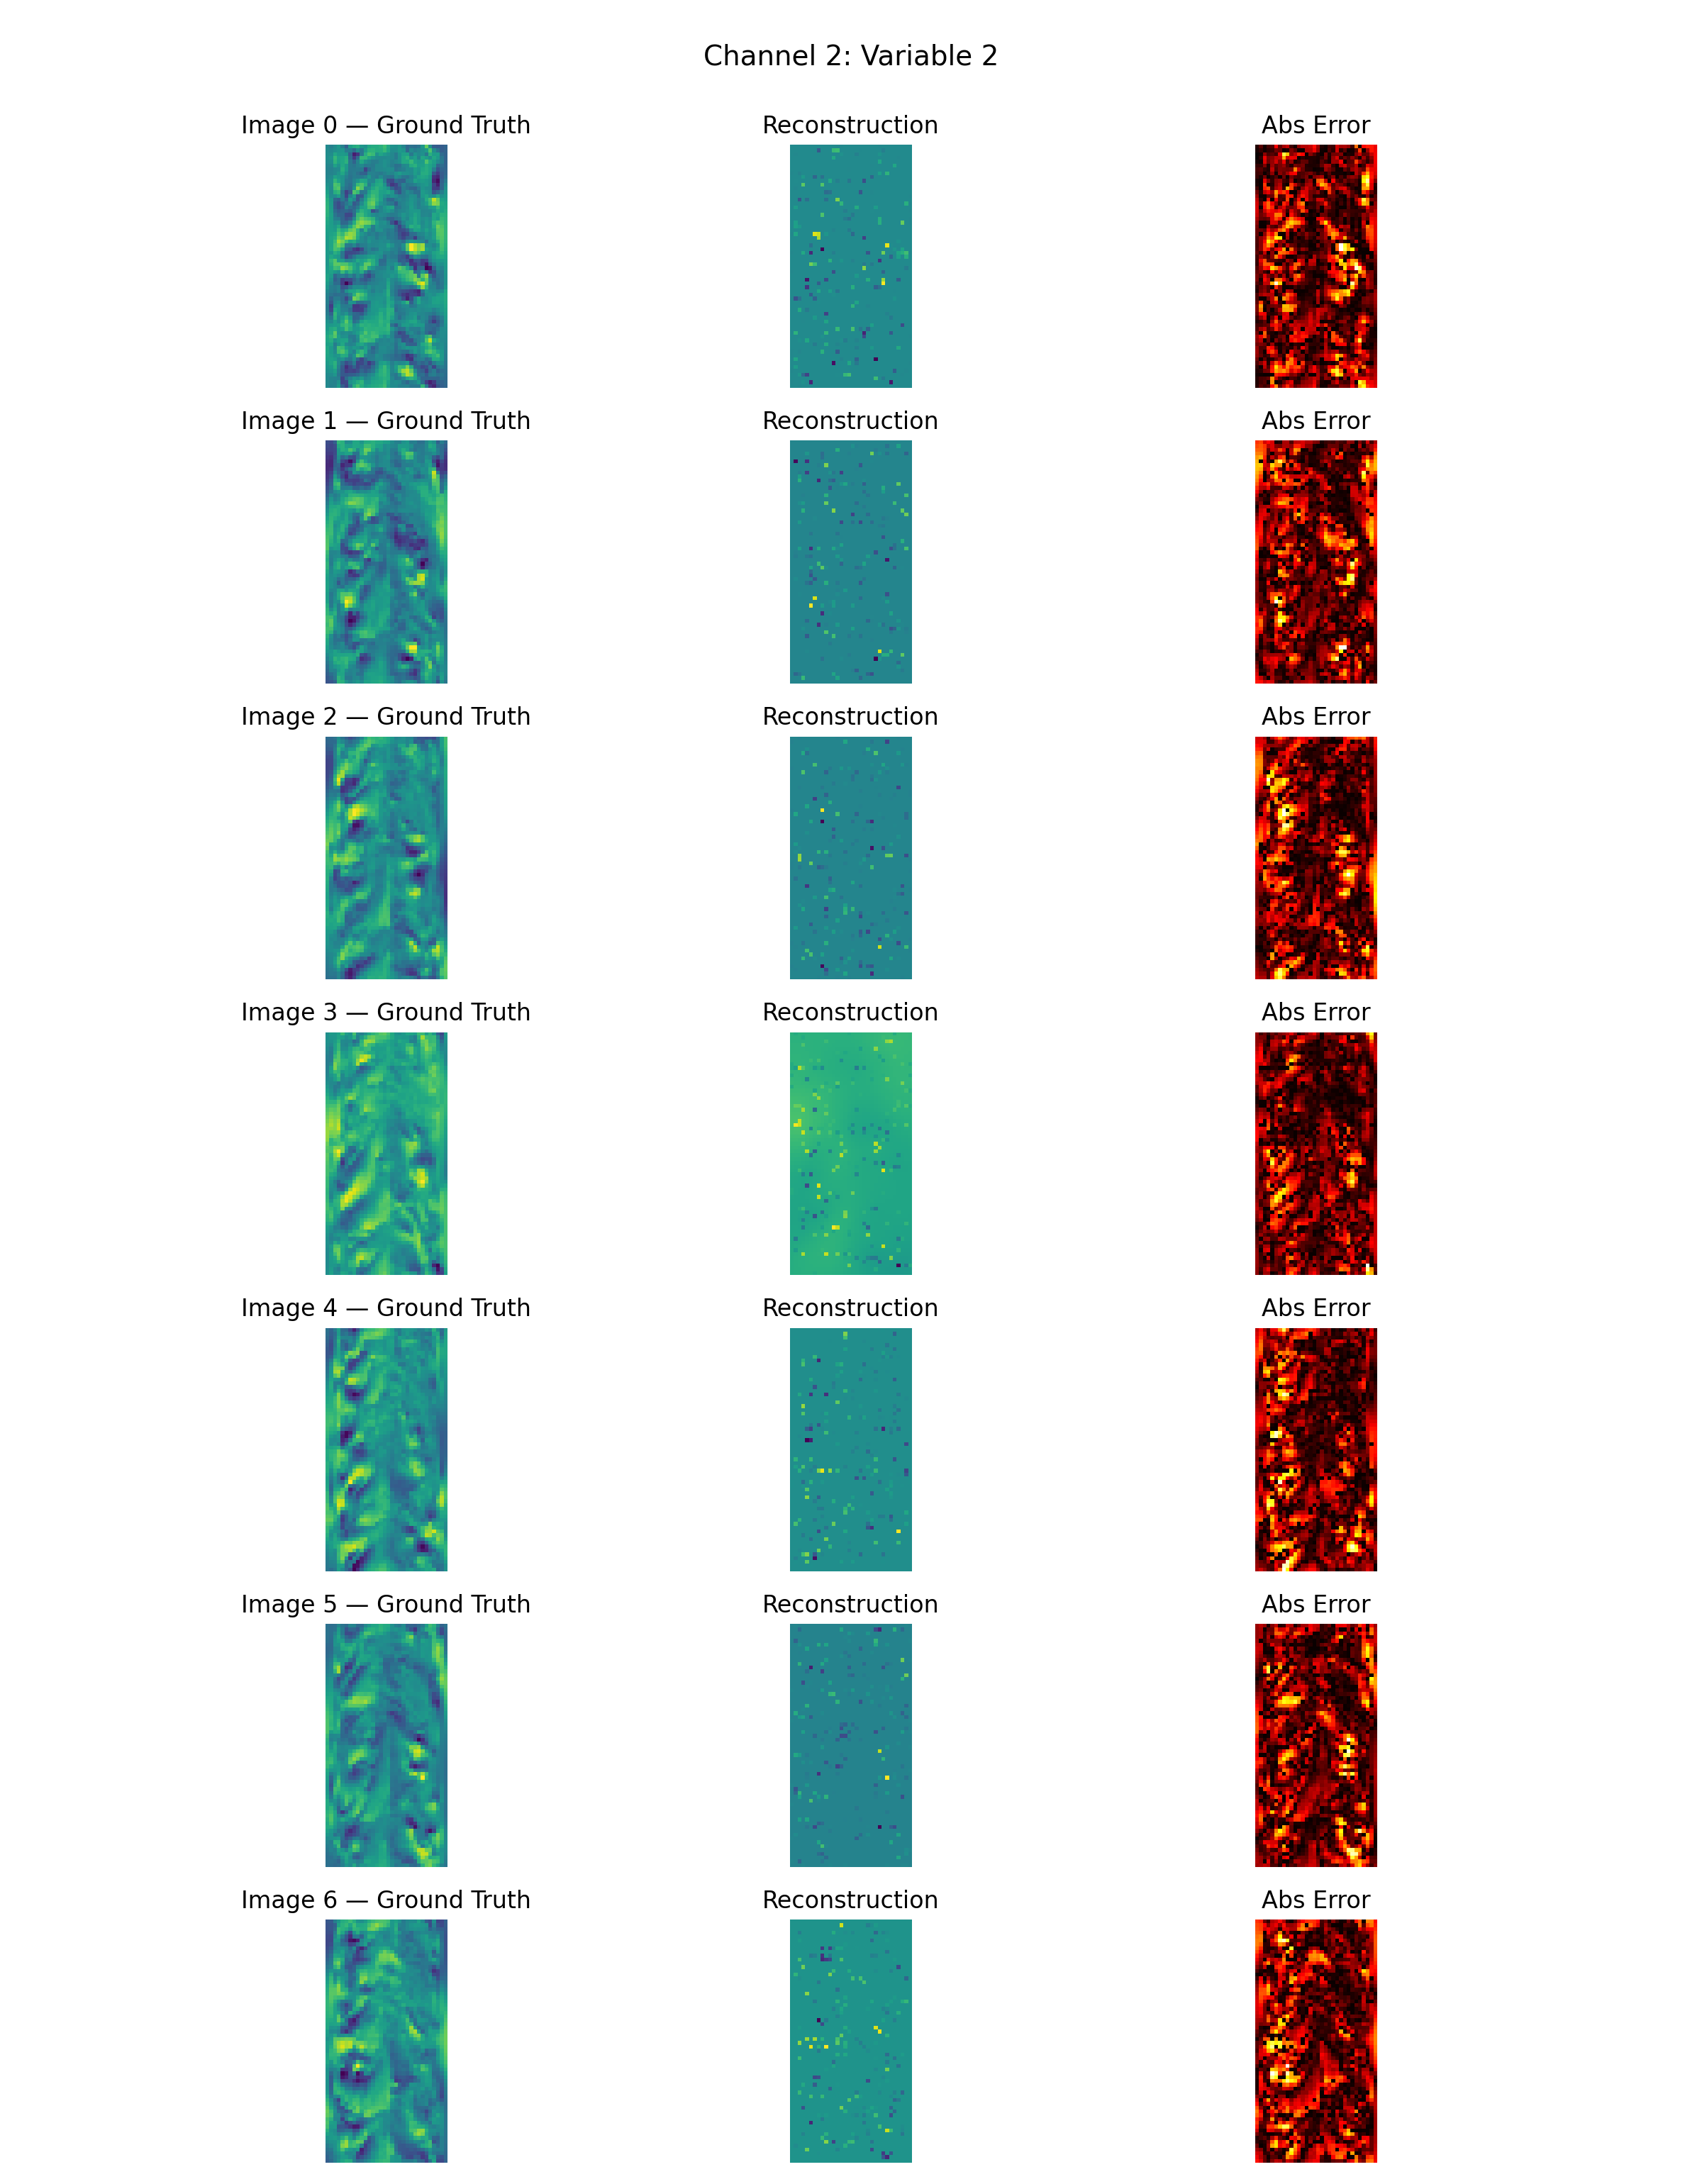 Channel 2: Variable 2
Image 0 — Ground Truth Reconstruction Abs Error
Image 1 — Ground Truth Reconstruction Abs Error
Image 2 — Ground Truth Reconstruction Abs Error
Image 3 — Ground Truth Reconstruction Abs Error
Image 4 — Ground Truth Reconstruction Abs Error
Image 5 — Ground Truth Reconstruction Abs Error
Image 6 — Ground Truth Reconstruction Abs Error